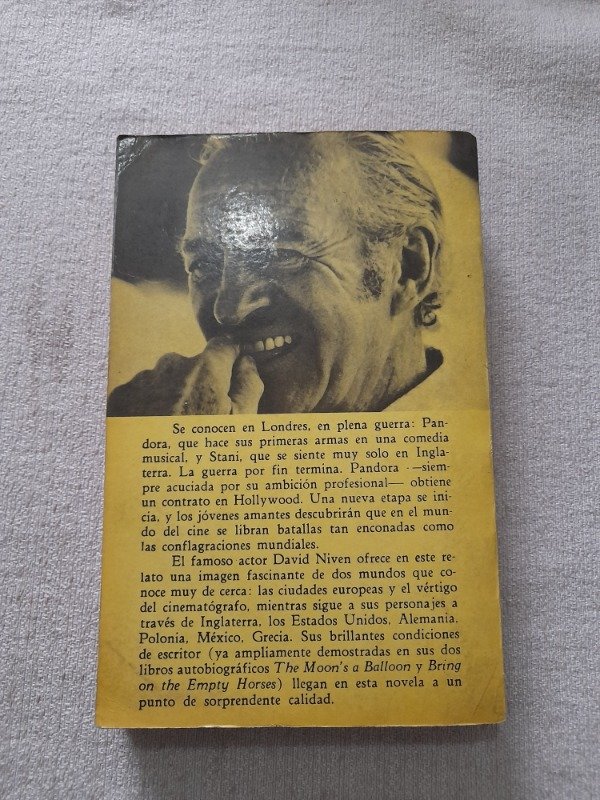 Se conocen en Londres, en plena guerra: Pan-
dora, que hace sus primeras armas en una comedia
musical, y Stani, que se siente muy solo en Ingla-
terra. La guerra por fin termina. Pandora —siem-
pre acuciada por su ambición profesional— obtiene
un contrato en Hollywood. Una nueva etapa se ini-
cia, y los jóvenes amantes descubrirán que en el mun-
do del cine se libran batallas tan enconadas como
las conflagraciones mundiales.
El famoso actor David Niven ofrece en este re-
lato una imagen fascinante de dos mundos que co-
noce muy de cerca: las ciudades europeas y el vértigo
del cinematógrafo, mientras sigue a sus personajes a
través de Inglaterra, los Estados Unidos, Alemania,
Polonia, México, Grecia. Sus brillantes condiciones
de escritor (ya ampliamente demostradas en sus dos
libros autobiográficos The Moon's a Balloon y Bring
on the Empty Horses) llegan en esta novela a un
punto de sorprendente calidad.